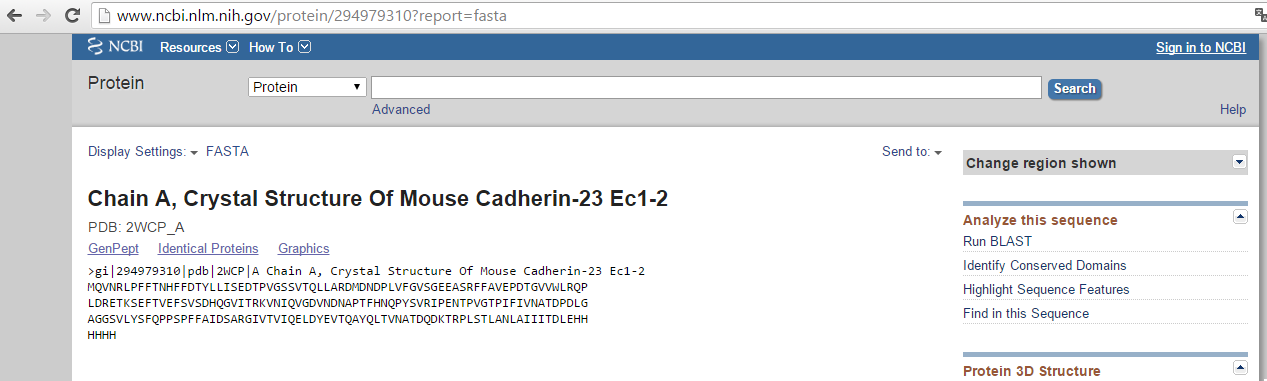 www.ncbi.nlm.nih.gov/protein/294979310?report=fasta
NCBI Resources How To Sign in to NCBI
Protein Protein Search
Advanced Help
Display Settings: FASTA Send to:
Change region shown
Chain A, Crystal Structure Of Mouse Cadherin-23 Ec1-2
PDB: 2WCP_A
GenPept Identical Proteins Graphics
>gi|294979310|pdb|2WCP|A Chain A, Crystal Structure Of Mouse Cadherin-23 Ec1-2
MQVNRLPFFTNHFFDTYLLISEDTPVGSSVTQLLARDMDNDPLVFGVSGEEASRFFAVEPDTGVVWLRQP
LDRETKSEFTVEFSVSDHQGVITRKVNIQVGDVNDNAPTFHNQPYSVRIPENTPVGTPIFIVNATDPDLG
AGGSVLYSFQPPSPFFAIDSARGIVTVIQELDYEVTQAYQLTVNATDQDKTRPLSTLANLAIIITDLEHH
HHHH
Analyze this sequence
Run BLAST
Identify Conserved Domains
Highlight Sequence Features
Find in this Sequence
Protein 3D Structure